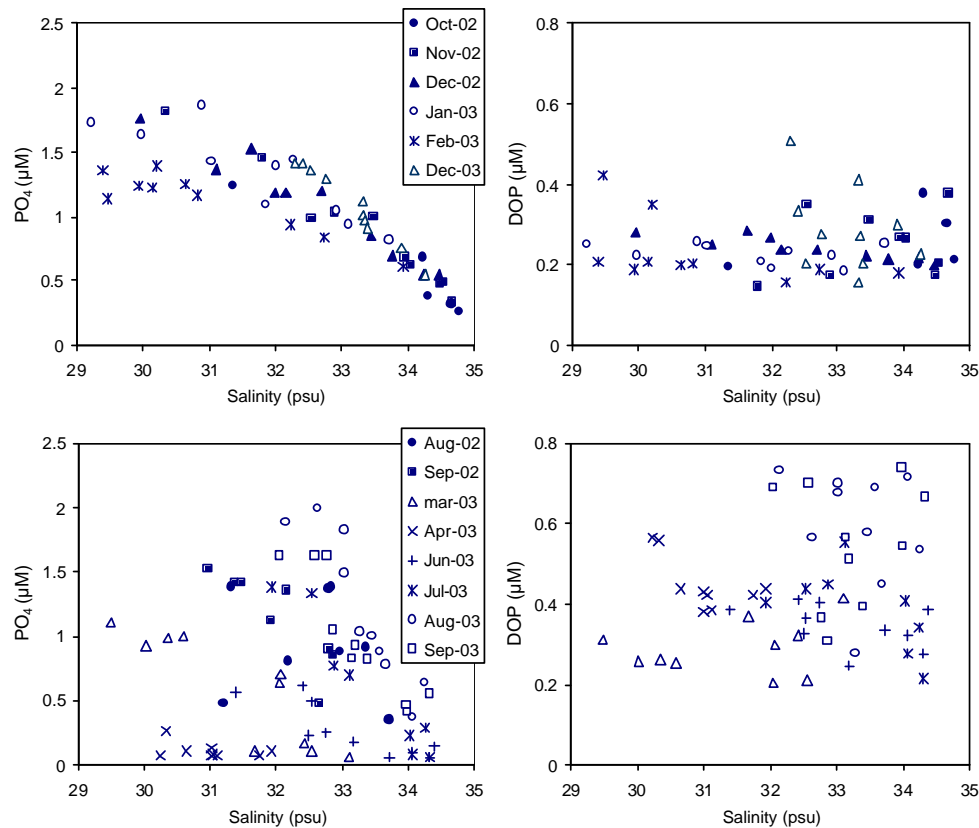 2.5
2
1.5
1
0.5
0
PO4 (µM)
29 30 31 32 33 34 35
Salinity (psu)
Oct-02
Nov-02
Dec-02
Jan-03
Feb-03
Dec-03
0.8
0.6
0.4
0.2
0
DOP (µM)
29 30 31 32 33 34 35
Salinity (psu)
2.5
2
1.5
1
0.5
0
PO4 (µM)
29 30 31 32 33 34 35
Salinity (psu)
Aug-02
Sep-02
mar-03
Apr-03
Jun-03
Jul-03
Aug-03
Sep-03
0.8
0.6
0.4
0.2
0
DOP (µM)
29 30 31 32 33 34 35
Salinity (psu)